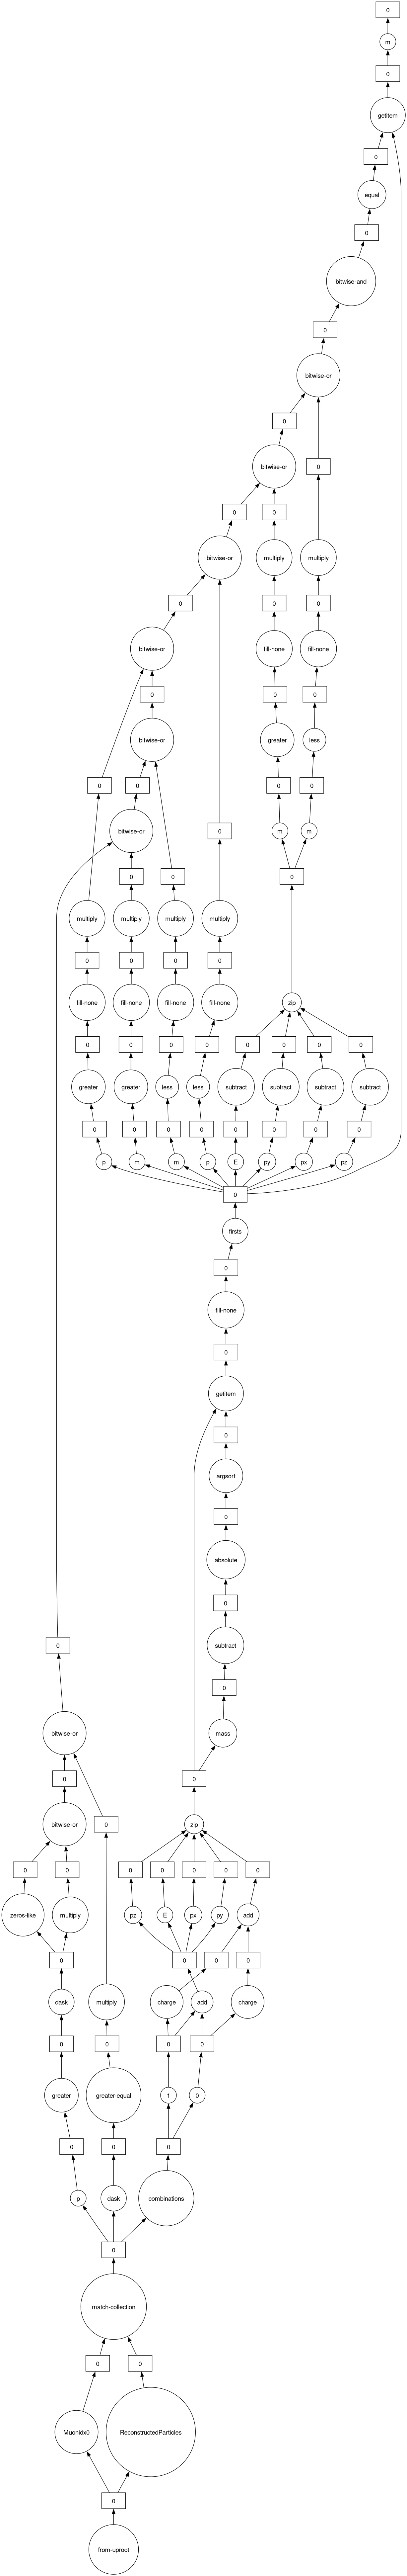 0
m
0
getitem
0
equal
0
bitwise-and
0
bitwise-or
0
bitwise-or
0
0
bitwise-or
0
0
bitwise-or
multiply
multiply
0
0
0
bitwise-or
fill-none
fill-none
0
0
0
bitwise-or
greater
less
0
0
0
0
bitwise-or
0
m
m
0
0
0
multiply
multiply
multiply
multiply
0
0
0
0
fill-none
fill-none
fill-none
fill-none
zip
0
0
0
0
0
0
0
0
greater
greater
less
less
subtract
subtract
subtract
subtract
0
0
0
0
0
0
0
0
p
m
m
p
E
py
px
pz
0
firsts
0
fill-none
0
getitem
0
argsort
0
absolute
0
subtract
0
0
mass
bitwise-or
0
0
bitwise-or
0
zip
0
0
0
0
0
0
0
zeros-like
multiply
pz
E
px
py
add
0
0
0
0
dask
multiply
charge
add
charge
0
0
0
0
greater
greater-equal
1
0
0
0
0
p
dask
combinations
0
match-collection
0
0
Muonidx0
ReconstructedParticles
0
from-uproot